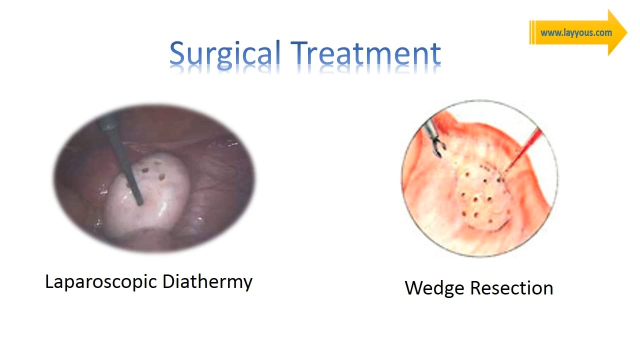 www.layyous.com
Surgical Treatment
Laparoscopic Diathermy
Wedge Resection